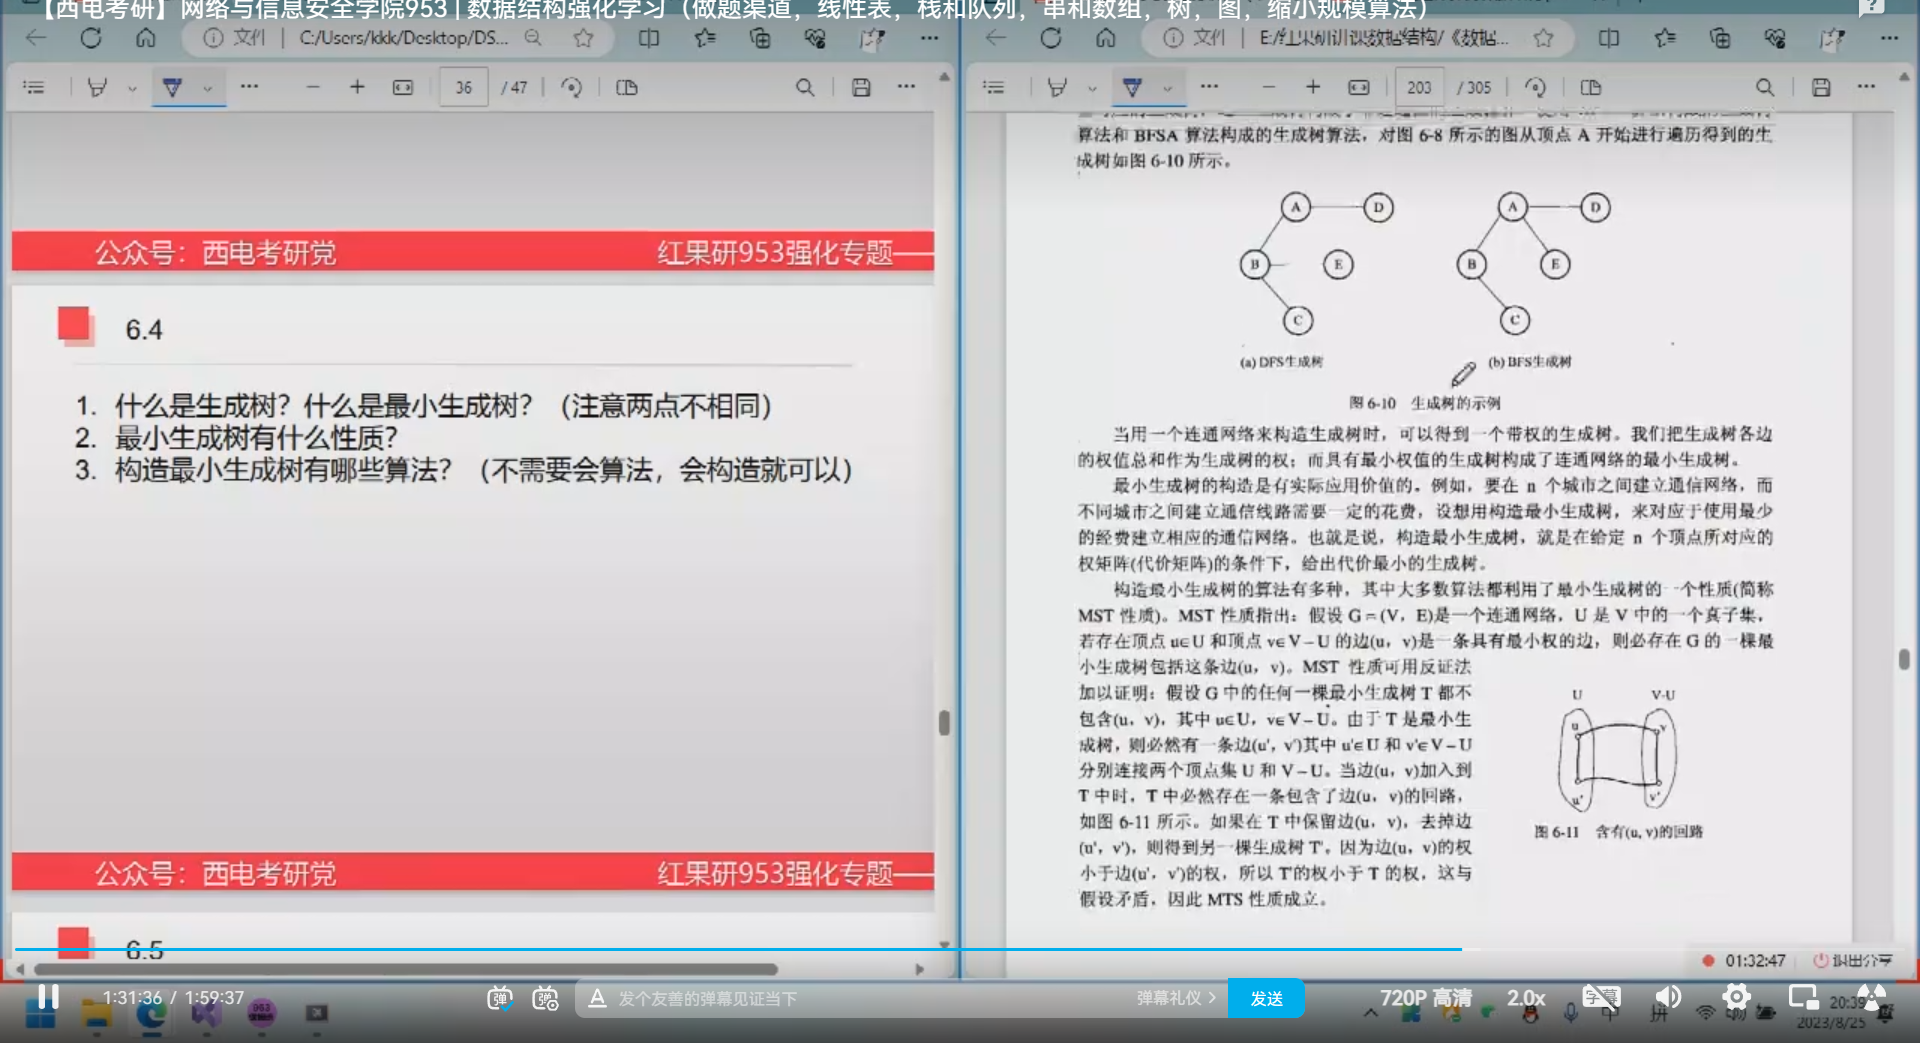 【西电考研】网络与信息安全学院953 | 数据结构强化学习（做题渠道，线性表，栈和队列，串和数组，树，图，缩小规模算法）
文件 | C:/Users/kkk/Desktop/DS...
文件 | E:/红果研训课数据结构/《数据...
36 / 47
203 / 305
公众号：西电考研党 红果研953强化专题
6.4
1. 什么是生成树？什么是最小生成树？（注意两点不相同）
2. 最小生成树有什么性质？
3. 构造最小生成树有哪些算法？（不需要会算法，会构造就可以）
公众号：西电考研党 红果研953强化专题
6.5
算法和 BFSA 算法构成的生成树算法，对图 6-8 所示的图从顶点 A 开始进行遍历得到的生
成树如图 6-10 所示。
A D A D
B E B E
C C
(a) DFS生成树 (b) BFS生成树
图 6-10 生成树的示例
当用一个连通网络来构造生成树时，可以得到一个带权的生成树。我们把生成树各边
的权值总和作为生成树的权；而具有最小权值的生成树构成了连通网络的最小生成树。
最小生成树的构造是有实际应用价值的。例如，要在 n 个城市之间建立通信网络，而
不同城市之间建立通信线路需要一定的花费，设想用构造最小生成树，来对应于使用最少
的经费建立相应的通信网络。也就是说，构造最小生成树，就是在给定 n 个顶点所对应的
权矩阵(代价矩阵)的条件下，给出代价最小的生成树。
构造最小生成树的算法有多种，其中大多数算法都利用了最小生成树的一个性质(简称
MST 性质)。MST 性质指出：假设 G=(V，E)是一个连通网络，U 是 V 中的一个真子集，
若存在顶点 u∈U 和顶点 v∈V－U 的边(u，v)是一条具有最小权的边，则必存在 G 的一棵最
小生成树包括这条边(u，v)。MST 性质可用反证法
加以证明：假设 G 中的任何一棵最小生成树 T 都不
包含(u，v)，其中 u∈U，v∈V－U。由于 T 是最小生
成树，则必然有一条边(u'，v')其中 u'∈U 和 v'∈V－U
分别连接两个顶点集 U 和 V－U。当边(u，v)加入到
T 中时，T 中必然存在一条包含了边(u，v)的回路，
如图 6-11 所示。如果在 T 中保留边(u，v)，去掉边
(u'，v')，则得到另一棵生成树 T'。因为边(u，v)的权
小于边(u'，v')的权，所以 T'的权小于 T 的权，这与
假设矛盾，因此 MTS 性质成立。
U V-U
u v
u' v'
图 6-11 含有(u, v)的回路
01:32:47 退出分享
1:31:36 / 1:59:37
弹 弹 A 发个友善的弹幕见证当下 弹幕礼仪 > 发送
720P 高清 2.0x 字幕
中 拼 20:39
2023/8/25